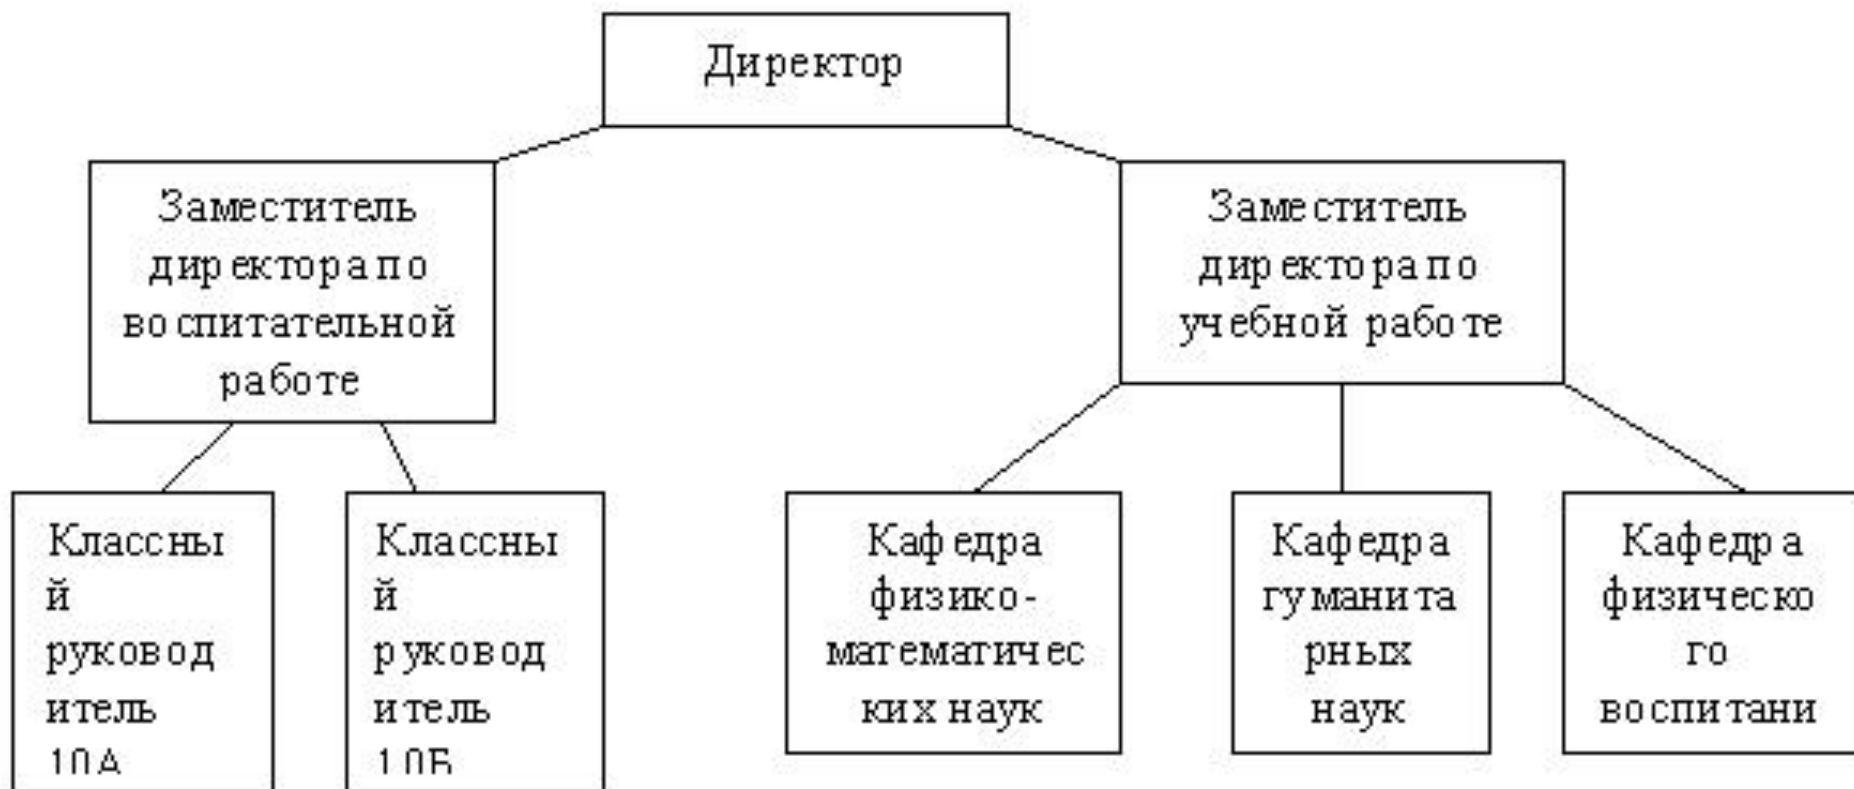 Директор
Заместитель
директора по
воспитательной
работе
Заместитель
директора по
учебной работе
Классны
й
руковод
итель
10А
Классны
й
руковод
итель
10Б
Кафедра
физико-
математичес
ких наук
Кафедра
гуманита
рных
наук
Кафедра
физическо
го
воспитани